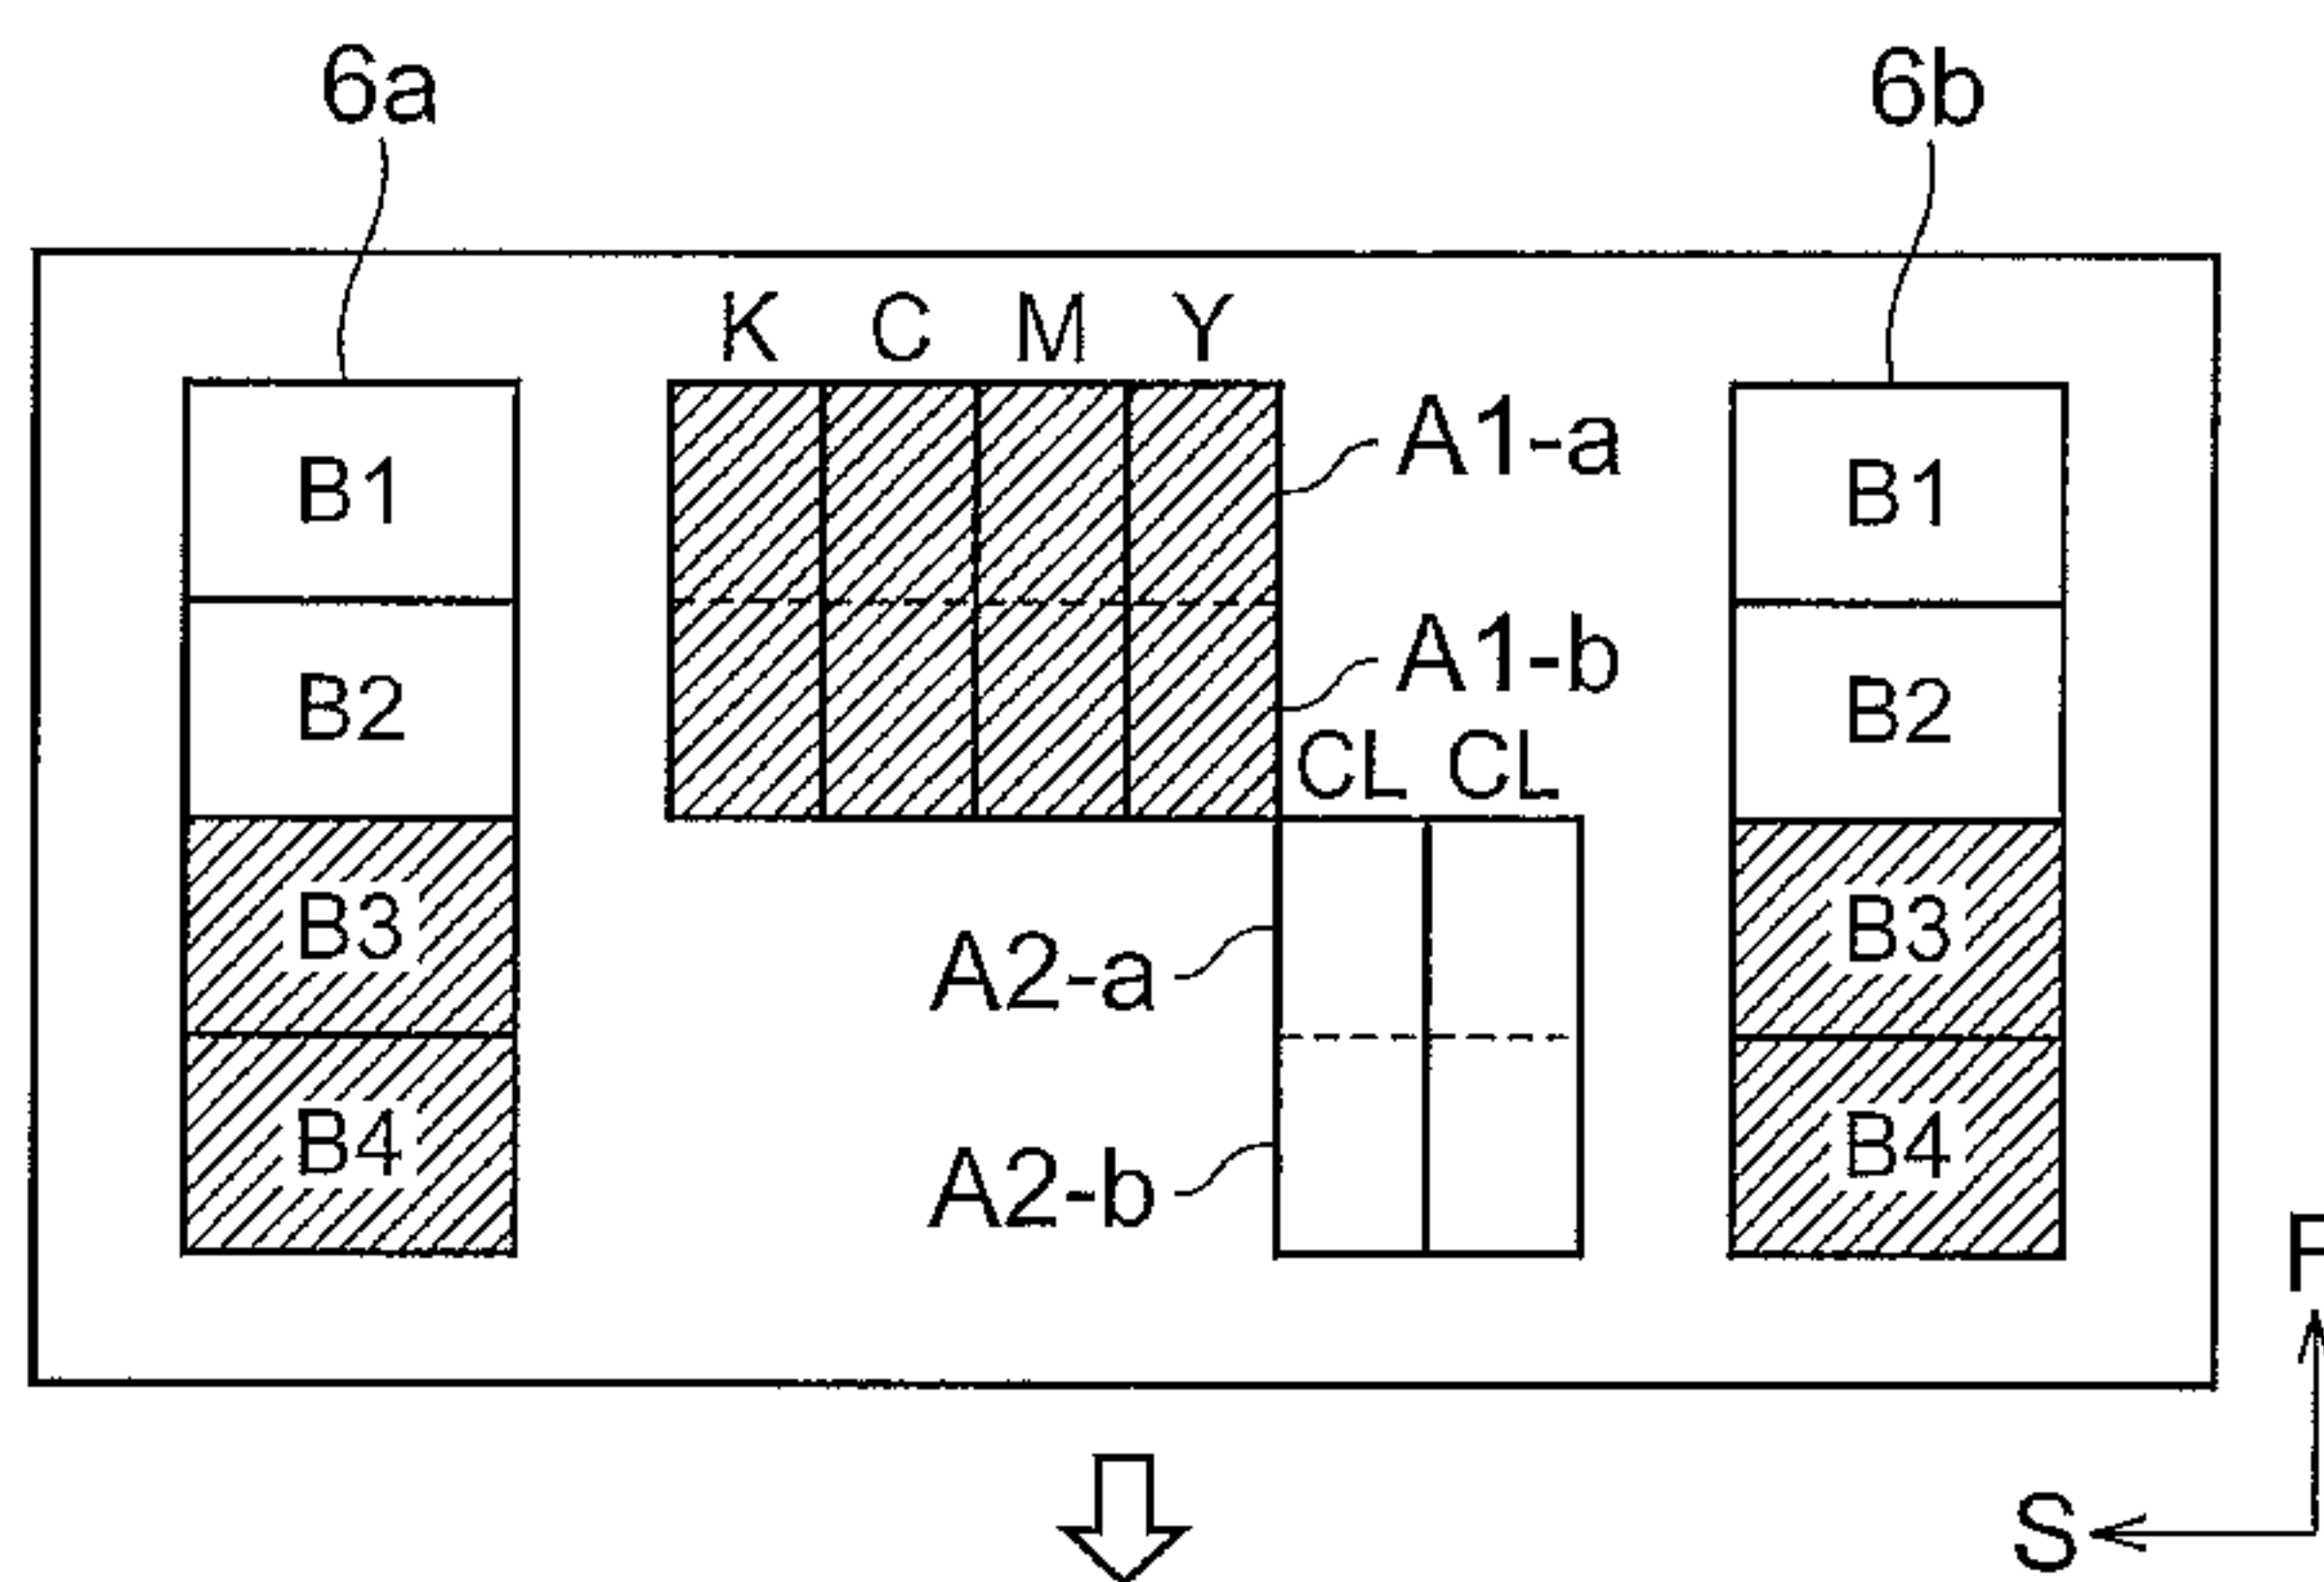 6a 6b
K C M Y
A1-a
B1 B1
A1-b
B2 B2
CL CL
B3 B3
A2-a
B4 B4
A2-b
S